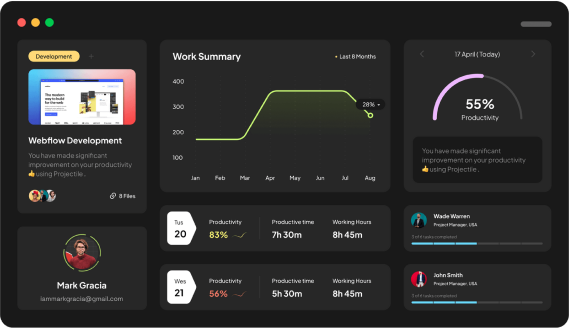 Development
+
The modern
way to build
for the web
Webflow Development
You have made significant
improvement on your productivity
👍using Projectile .
8 Files
Mark Gracia
Iammarkgracia@gmail.com
Work Summary
Last 8 Months
400
300
200
100
28%
Jan Feb Mar Apr May Jun Jul Aug
Tus
20
Productivity
83%
Productive time
7h 30m
Working Hours
8h 45m
Wes
21
Productivity
56%
Productive time
5h 30m
Working Hours
8h 45m
17 April ( Today)
55%
Productivity
You have made significant
improvement on your productivity
👍using Projectile .
Wade Warren
Project Manager, USA
John Smith
Project Manager, USA